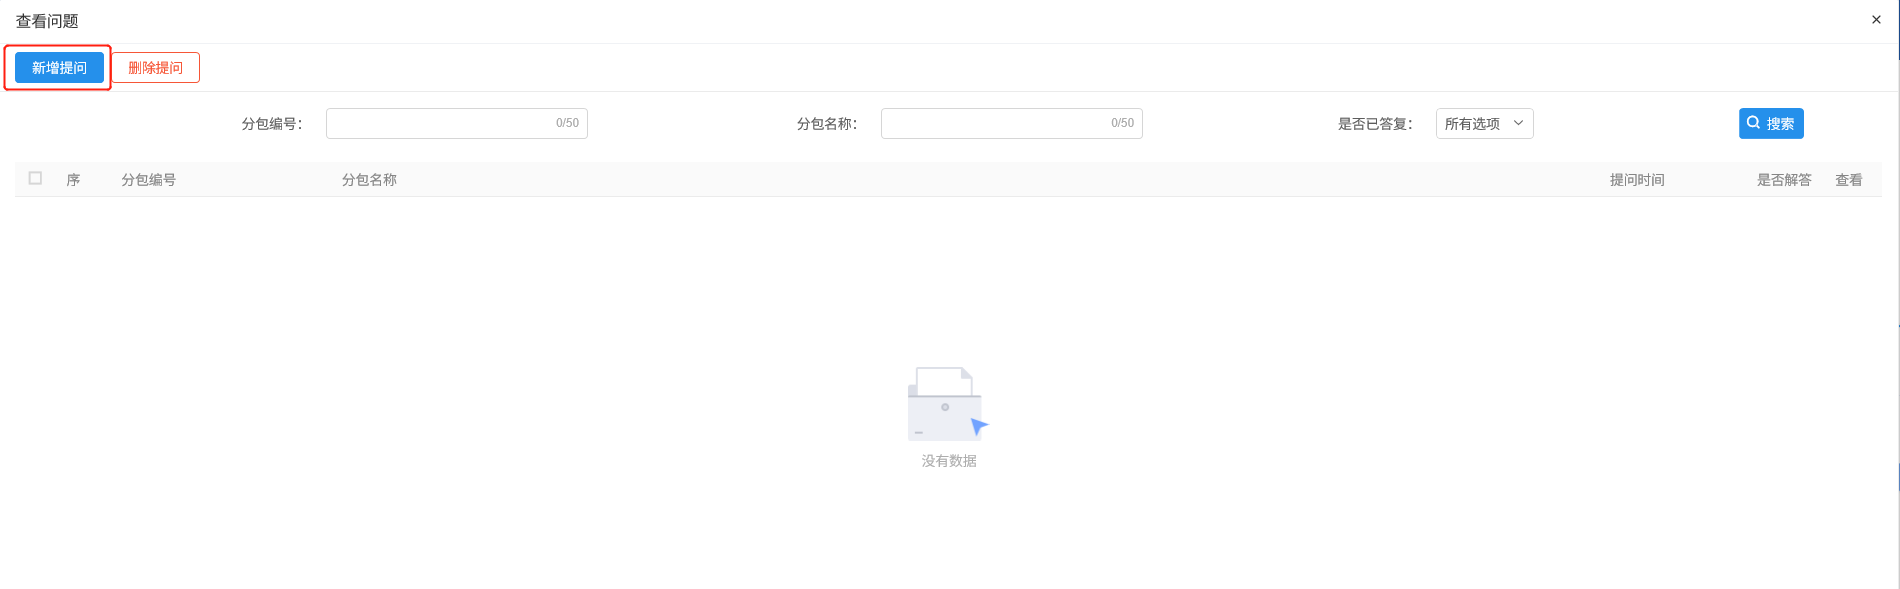 查看问题
新增提问 删除提问
分包编号： 0/50 分包名称： 0/50 是否已答复： 所有选项 搜索
序 分包编号 分包名称 提问时间 是否解答 查看
没有数据